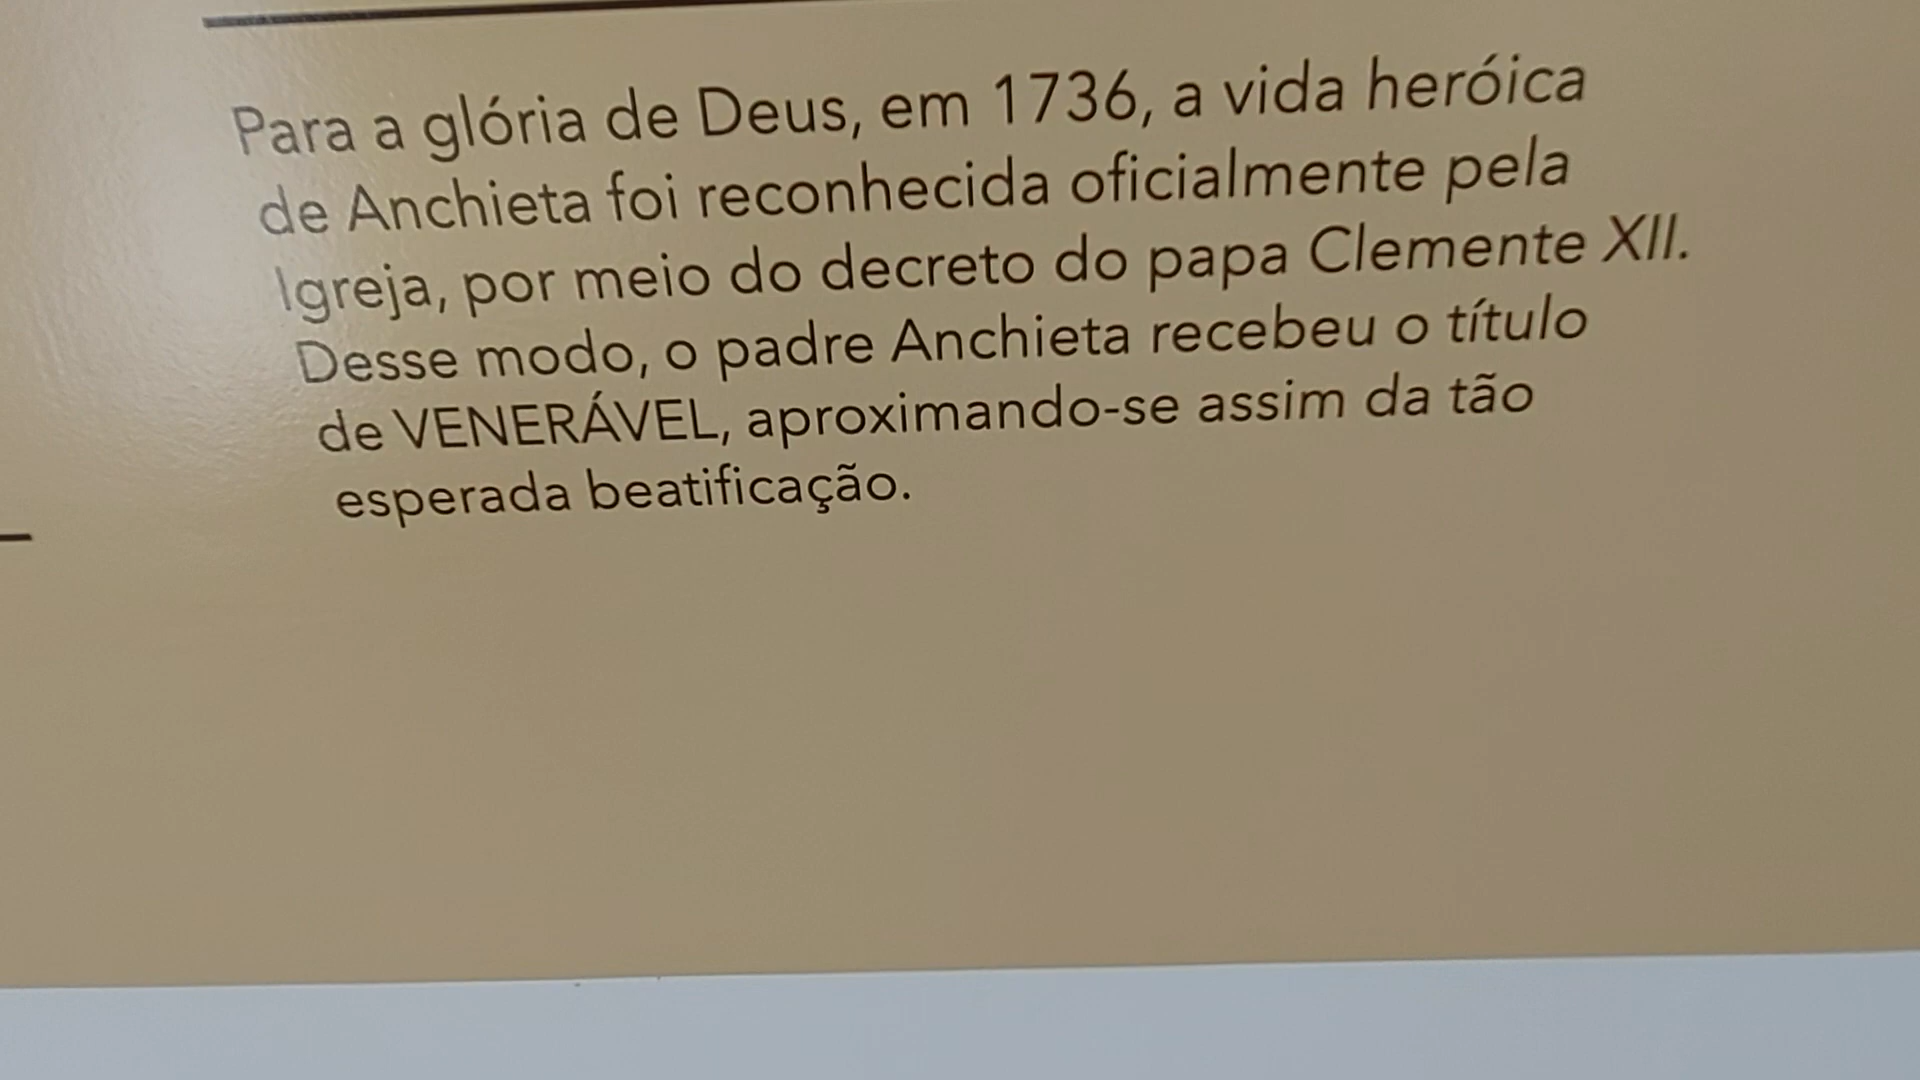 Para a glória de Deus, em 1736, a vida heróica
de Anchieta foi reconhecida oficialmente pela
Igreja, por meio do decreto do papa Clemente XII.
Desse modo, o padre Anchieta recebeu o título
de VENERÁVEL, aproximando-se assim da tão
esperada beatificação.